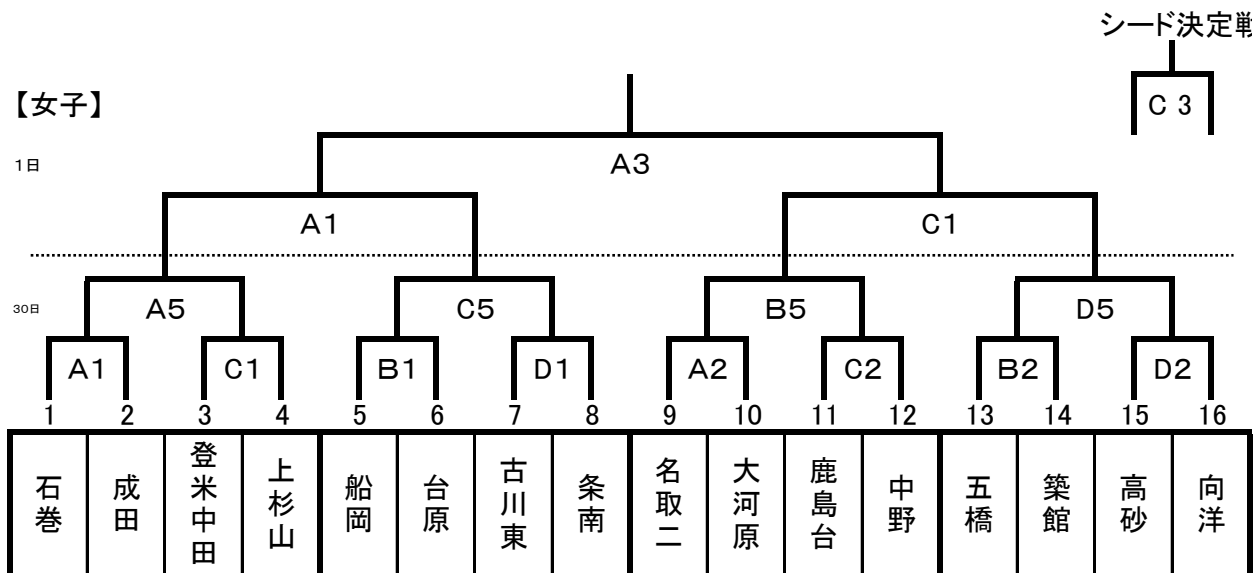 シード決定戦
【女子】
C 3
1日
A3
A1
C1
30日
A5
C5
B5
D5
A1
C1
B1
D1
A2
C2
B2
D2
1 2 3 4 5 6 7 8 9 10 11 12 13 14 15 16
石巻
成田
登米中田
上杉山
船岡
台原
古川東
条南
名取二
大河原
鹿島台
中野
五橋
築館
高砂
向洋